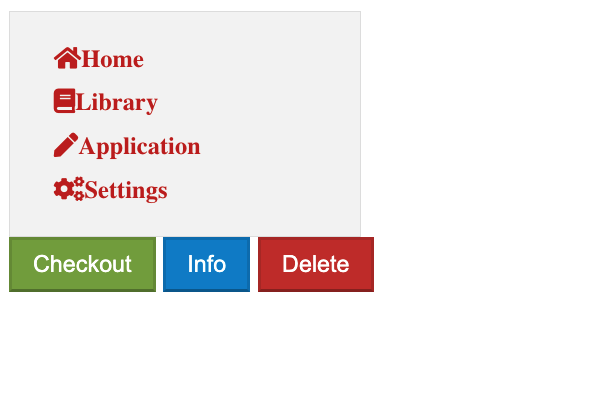 Home
Library
Application
Settings
Checkout Info Delete